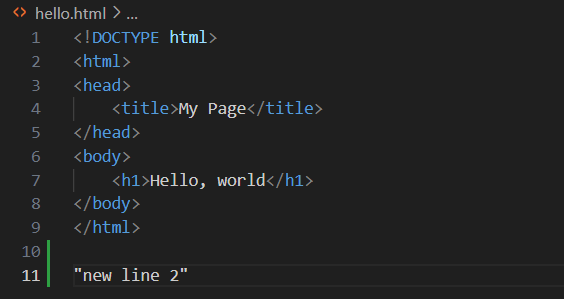 <> hello.html > ...
1 <!DOCTYPE html>
2 <html>
3 <head>
4     <title>My Page</title>
5 </head>
6 <body>
7     <h1>Hello, world</h1>
8 </body>
9 </html>
10
11 "new line 2"